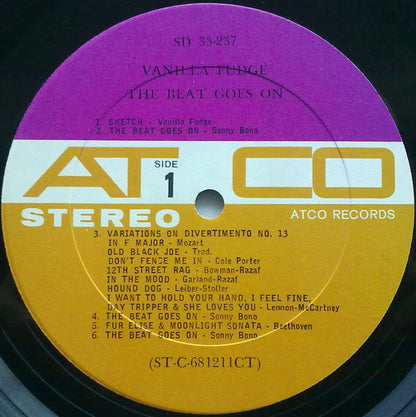 SD 33-237
VANILLA FUDGE
THE BEAT GOES ON
1. SKETCH - Vanilla Fudge
2. THE BEAT GOES ON - Sonny Bono
ATCO
SIDE
1
STEREO
ATCO RECORDS
3. VARIATIONS ON DIVERTIMENTO NO. 13
IN F MAJOR - Mozart
OLD BLACK JOE - Trad.
DON'T FENCE ME IN - Cole Porter
12TH STREET RAG - Bowman-Razaf
IN THE MOOD - Garland-Razaf
HOUND DOG - Leiber-Stoller
I WANT TO HOLD YOUR HAND, I FEEL FINE,
DAY TRIPPER & SHE LOVES YOU - Lennon-McCartney
4. THE BEAT GOES ON - Sonny Bono
5. FUR ELISE & MOONLIGHT SONATA - Beethoven
6. THE BEAT GOES ON - Sonny Bono
(ST-C-681211CT)